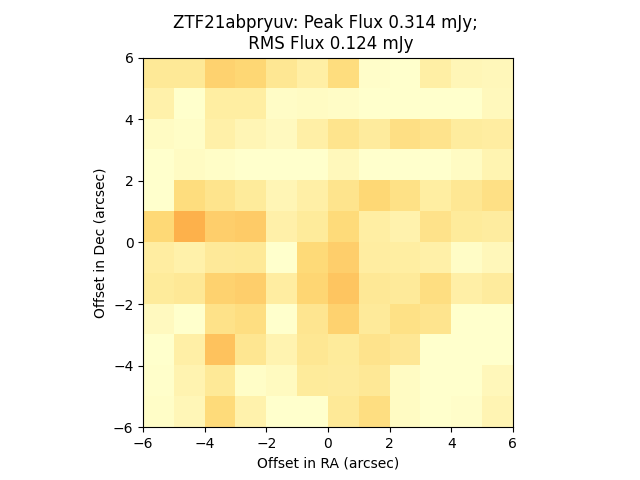 ZTF21abpryuv: Peak Flux 0.314 mJy;
RMS Flux 0.124 mJy
6
4
2
0
−2
−4
−6
Offset in Dec (arcsec)
−6 −4 −2 0 2 4 6
Offset in RA (arcsec)